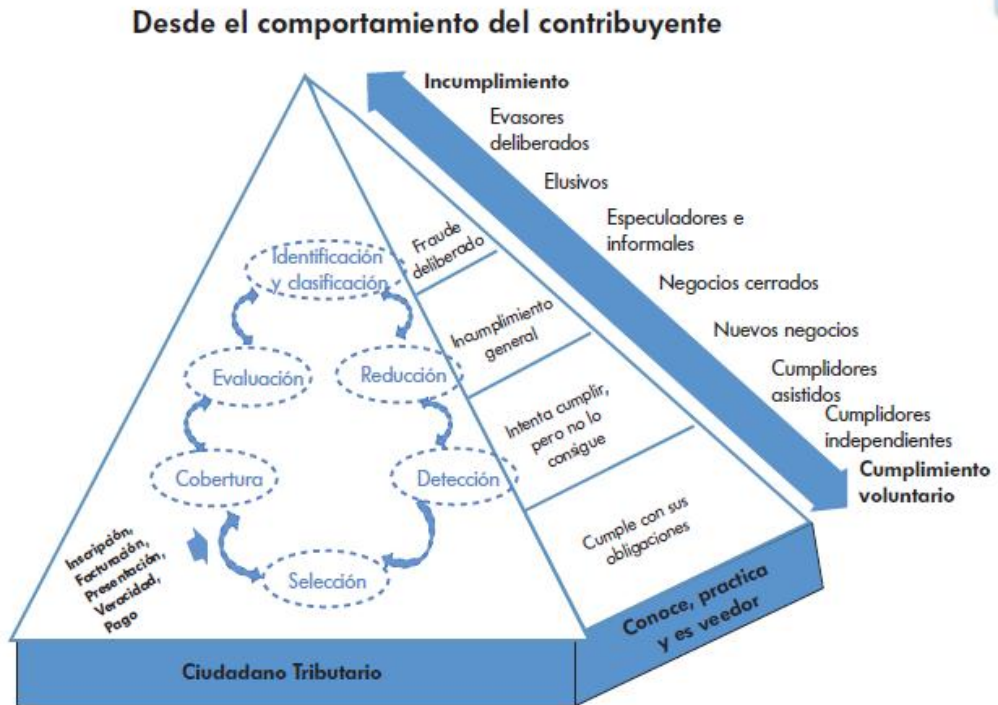 Desde el comportamiento del contribuyente
Incumplimiento
Evasores
deliberados
Elusivos
Especuladores e
informales
Negocios cerrados
Nuevos negocios
Cumplidores
asistidos
Cumplidores
independientes
Cumplimiento
voluntario
Fraude
deliberado
Incumplimiento
general
Intenta cumplir,
pero no lo
consigue
Cumple con sus
obligaciones
Identificación
y clasificación
Evaluación
Reducción
Cobertura
Detección
Selección
Inscripción,
Facturación,
Presentación,
Veracidad,
Pago
Ciudadano Tributario
Conoce, practica
y es veedor